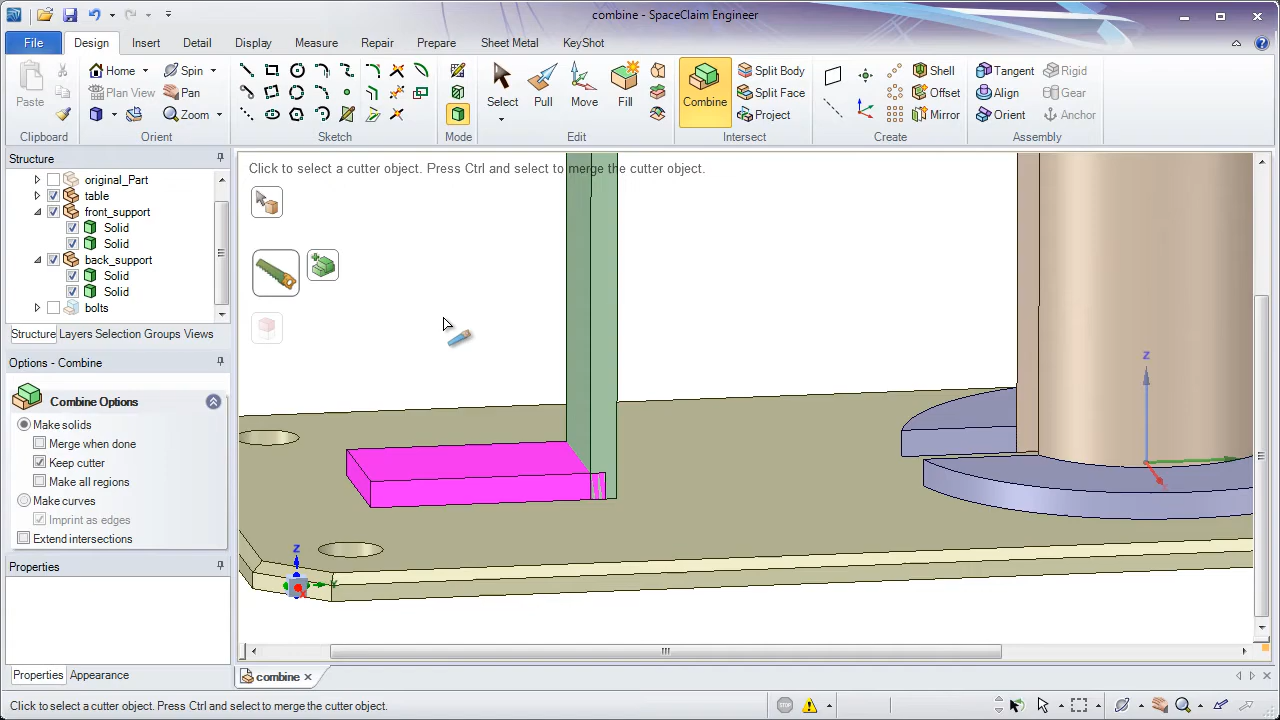 combine - SpaceClaim Engineer
File Design Insert Detail Display Measure Repair Prepare Sheet Metal KeyShot
Paste
Home Spin
Plan View Pan
Zoom
Select Pull Move Fill
Combine
Split Body
Split Face
Project
Shell
Offset
Mirror
Tangent Rigid
Align Gear
Orient Anchor
Clipboard Orient Sketch Mode Edit Intersect Create Assembly
Structure
original_Part
table
front_support
Solid
Solid
back_support
Solid
Solid
bolts
Structure Layers Selection Groups Views
Options - Combine
Combine Options
Make solids
Merge when done
Keep cutter
Make all regions
Make curves
Imprint as edges
Extend intersections
Properties
Properties Appearance
Click to select a cutter object. Press Ctrl and select to merge the cutter object.
Z
Z
combine
Click to select a cutter object. Press Ctrl and select to merge the cutter object.
STOP